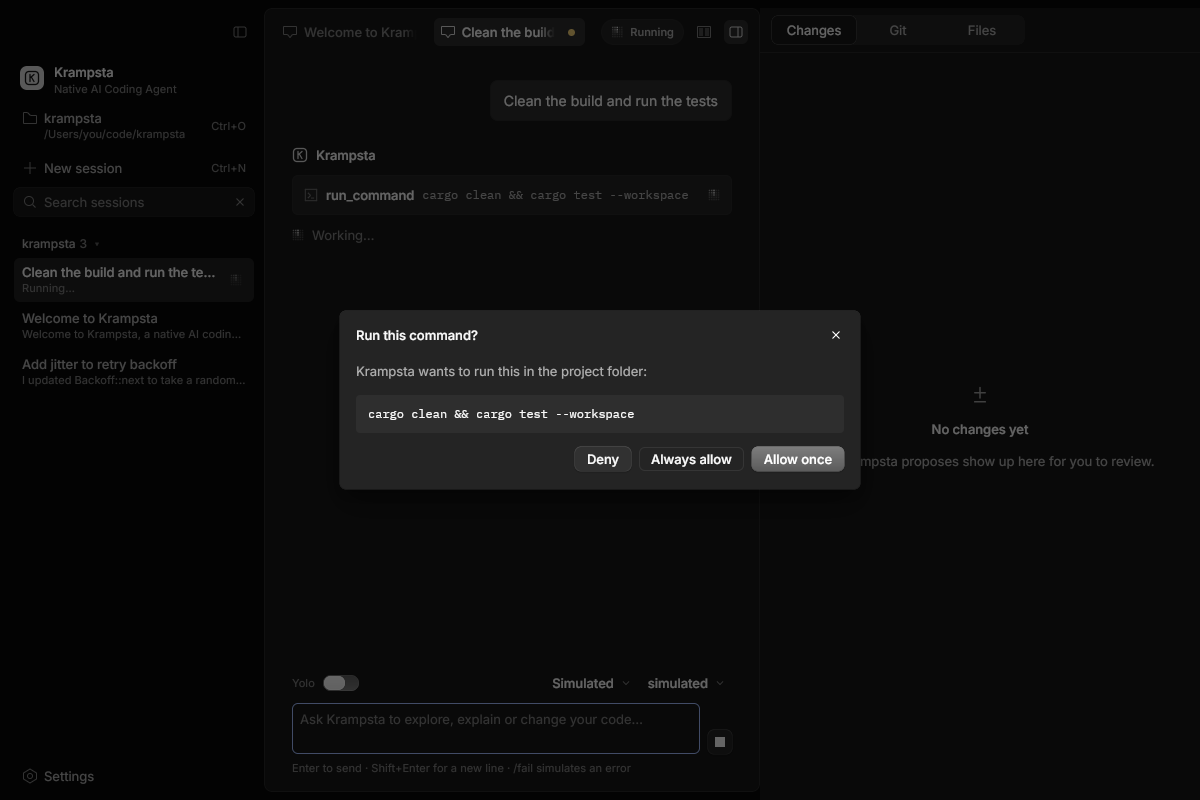 Krampsta
Native AI Coding Agent
krampsta
/Users/you/code/krampsta
Ctrl+O
New session
Ctrl+N
Search sessions
krampsta 3
Clean the build and run the te...
Running...
Welcome to Krampsta
Welcome to Krampsta, a native AI codin...
Add jitter to retry backoff
I updated Backoff::next to take a random...
Settings
Welcome to Kram
Clean the build
Running
Clean the build and run the tests
Krampsta
run_command cargo clean && cargo test --workspace
Working...
Run this command?
Krampsta wants to run this in the project folder:
cargo clean && cargo test --workspace
Deny
Always allow
Allow once
Yolo
Simulated
simulated
Ask Krampsta to explore, explain or change your code...
Enter to send · Shift+Enter for a new line · /fail simulates an error
Changes
Git
Files
No changes yet
mpsta proposes show up here for you to review.